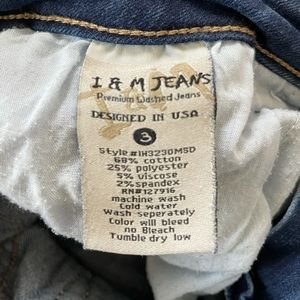 I & M JEANS
Premium Washed Jeans
DESIGNED IN USA
3
Style#IH3230MSD
68% cotton
25% polyester
5% viscose
2% spandex
RN#127916
machine wash
Cold water
Wash seperately
Color will bleed
no Bleach
Tumble dry low